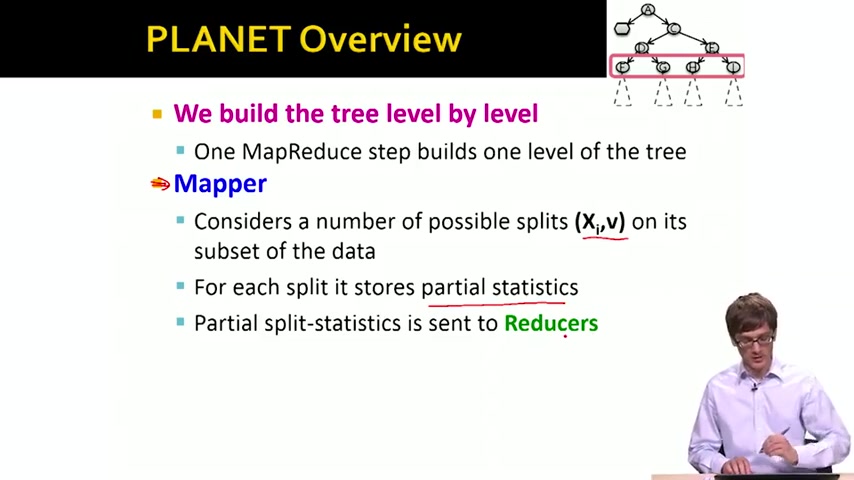 PLANET Overview
A
C
D
E
F
G
H
I
We build the tree level by level
One MapReduce step builds one level of the tree
Mapper
Considers a number of possible splits (Xi,v) on its
subset of the data
For each split it stores partial statistics
Partial split-statistics is sent to Reducers